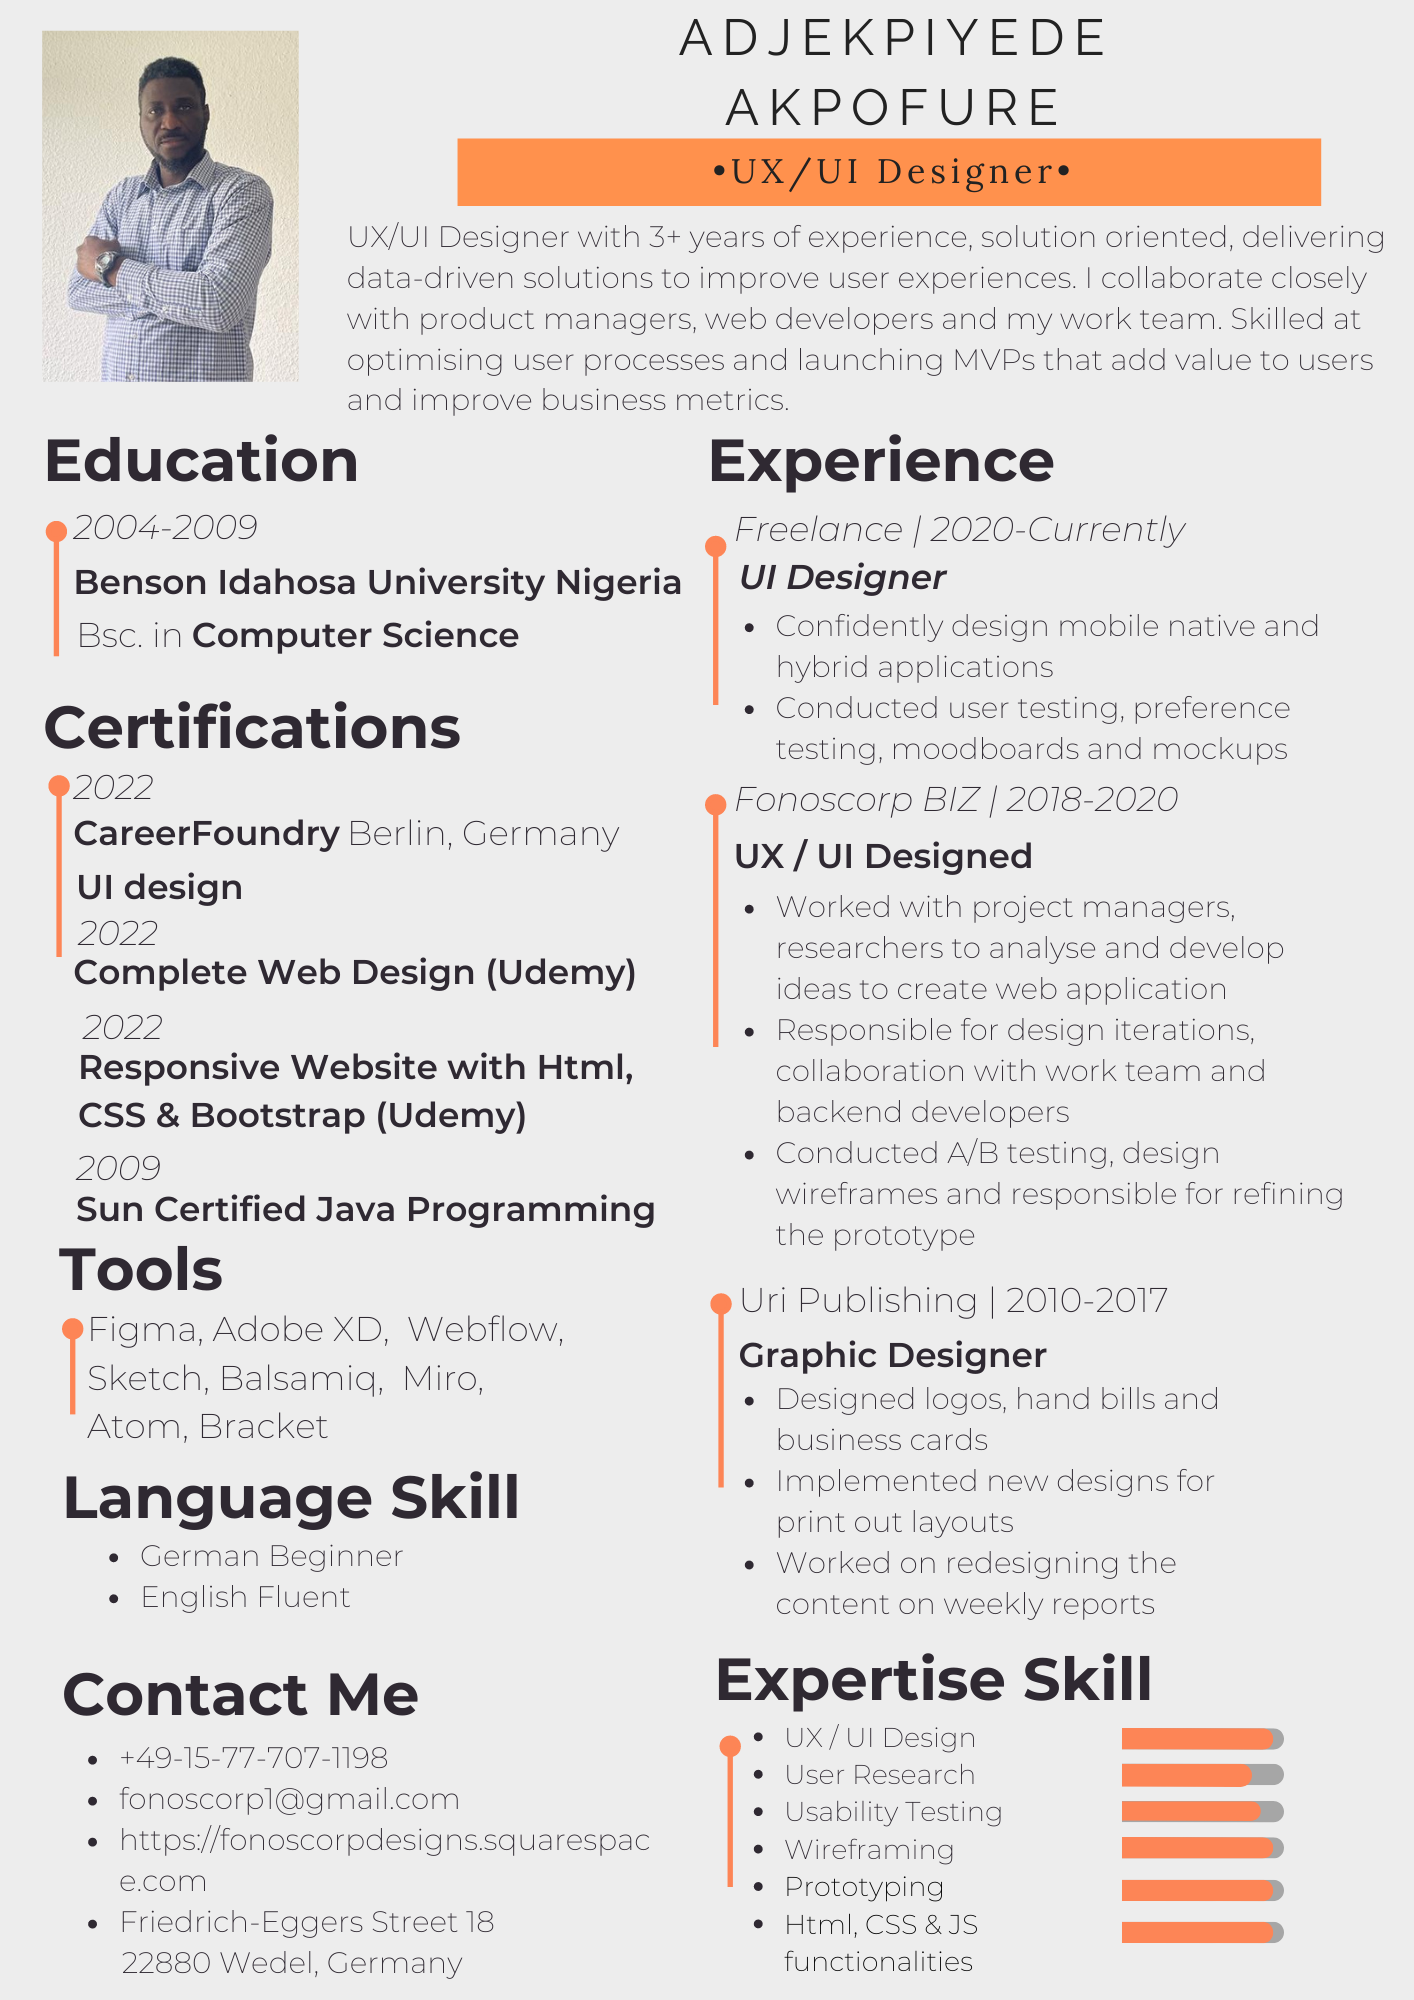 ADJEKPIYEDE
AKPOFURE
•UX/UI Designer•
UX/UI Designer with 3+ years of experience, solution oriented, delivering
data-driven solutions to improve user experiences. I collaborate closely
with product managers, web developers and my work team. Skilled at
optimising user processes and launching MVPs that add value to users
and improve business metrics.
Education
2004-2009
Benson Idahosa University Nigeria
Bsc. in Computer Science
Certifications
2022
CareerFoundry Berlin, Germany
UI design
2022
Complete Web Design (Udemy)
2022
Responsive Website with Html,
CSS & Bootstrap (Udemy)
2009
Sun Certified Java Programming
Tools
Figma, Adobe XD, Webflow,
Sketch, Balsamiq, Miro,
Atom, Bracket
Language Skill
• German Beginner
• English Fluent
Contact Me
• +49-15-77-707-1198
• fonoscorp1@gmail.com
• https://fonoscorpdesigns.squarespac
e.com
• Friedrich-Eggers Street 18
22880 Wedel, Germany
Experience
Freelance | 2020-Currently
UI Designer
• Confidently design mobile native and
hybrid applications
• Conducted user testing, preference
testing, moodboards and mockups
Fonoscorp BIZ | 2018-2020
UX / UI Designed
• Worked with project managers,
researchers to analyse and develop
ideas to create web application
• Responsible for design iterations,
collaboration with work team and
backend developers
• Conducted A/B testing, design
wireframes and responsible for refining
the prototype
Uri Publishing | 2010-2017
Graphic Designer
• Designed logos, hand bills and
business cards
• Implemented new designs for
print out layouts
• Worked on redesigning the
content on weekly reports
Expertise Skill
• UX / UI Design
• User Research
• Usability Testing
• Wireframing
• Prototyping
• Html, CSS & JS
functionalities